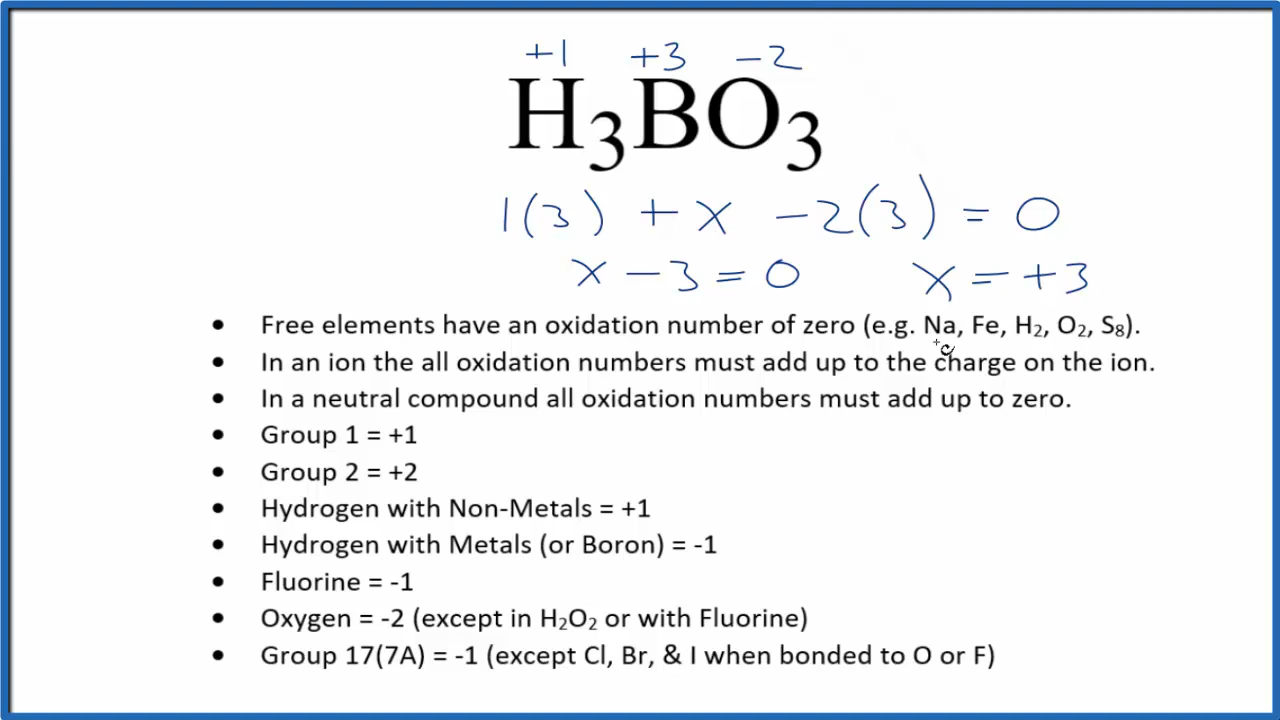 +1 +3 -2
H₃BO₃
1(3) + x -2(3) = 0
x - 3 = 0 x = +3
• Free elements have an oxidation number of zero (e.g. Na, Fe, H₂, O₂, S₈).
• In an ion the all oxidation numbers must add up to the charge on the ion.
• In a neutral compound all oxidation numbers must add up to zero.
• Group 1 = +1
• Group 2 = +2
• Hydrogen with Non-Metals = +1
• Hydrogen with Metals (or Boron) = -1
• Fluorine = -1
• Oxygen = -2 (except in H₂O₂ or with Fluorine)
• Group 17(7A) = -1 (except Cl, Br, & I when bonded to O or F)